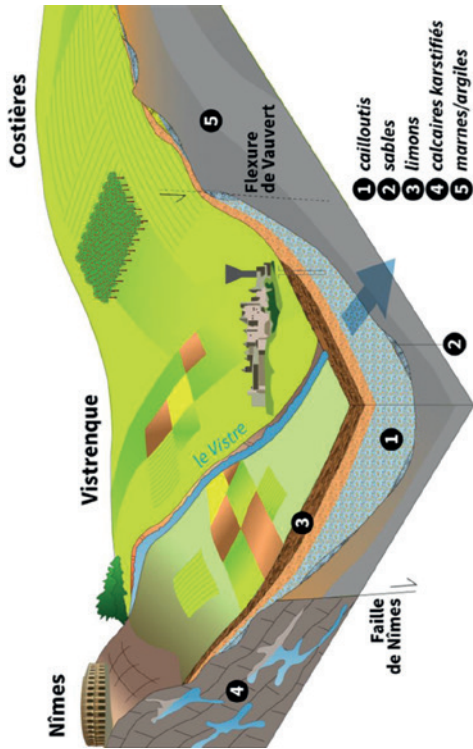 Nîmes
Vistrenque
Costières
le Vistre
Flexure
de Vauvert
Faille
de Nîmes
5
4
3
1
2
1 cailloutis
2 sables
3 limons
4 calcaires karstifiés
5 marnes/argiles